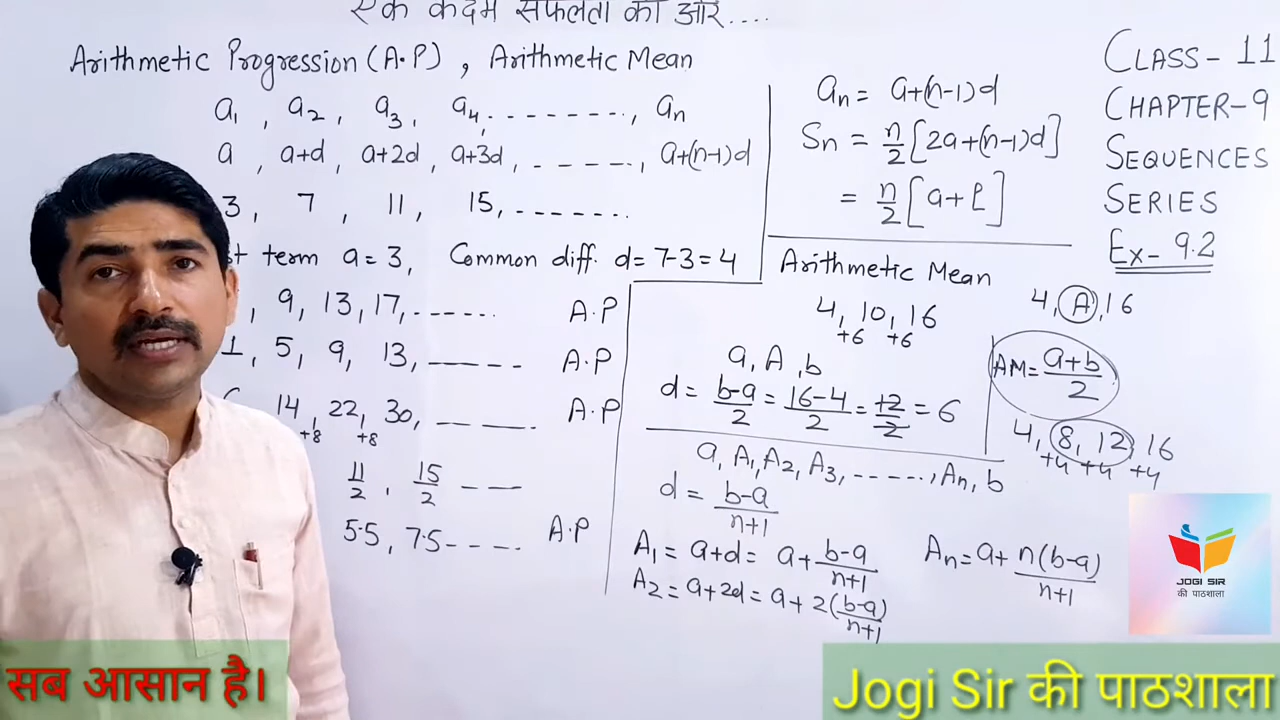 एक कदम सफलता की ओर....
Arithmetic Progression (A.P) , Arithmetic Mean
a₁ , a₂ , a₃ , a₄, ........, aₙ
a , a+d , a+2d , a+3d, -----, a+(n-1)d
3, 7 , 11, 15, -------
term a=3, Common diff. d=7-3=4
, 9, 13, 17, ------ A.P
1, 5, 9, 13, ----- A.P
14, 22, 30, ----- A.P
+8 +8
11/2 , 15/2 ---
5.5, 7.5---- A.P
aₙ = a+(n-1)d
Sₙ = n/2 [2a+(n-1)d]
= n/2 [a+l]
Arithmetic Mean
4, 10, 16
+6 +6
a, A, b
d = b-a/2 = 16-4/2 = 12/2 = 6
4, A, 16
AM = a+b/2
4, 8, 12, 16
+4 +4 +4
a, A₁, A₂, A₃, ------, Aₙ, b
d = b-a/n+1
A₁ = a+d = a+ b-a/n+1
A₂ = a+2d = a+2(b-a)/n+1
Aₙ = a+ n(b-a)/n+1
CLASS-11
CHAPTER-9
SEQUENCES
SERIES
Ex-9.2
JOGI SIR
की पाठशाला
सब आसान है।
Jogi Sir की पाठशाला